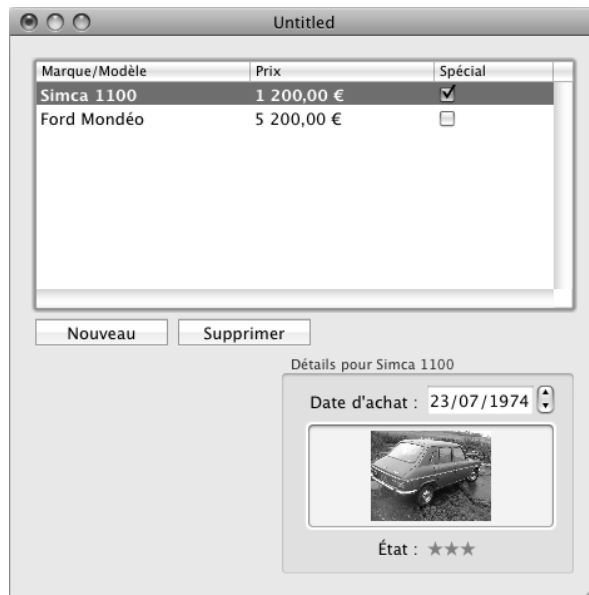 Untitled
Marque/Modèle Prix Spécial
Simca 1100 1 200,00 €
Ford Mondéo 5 200,00 €
Nouveau Supprimer
Détails pour Simca 1100
Date d'achat : 23/07/1974
État : ★★★